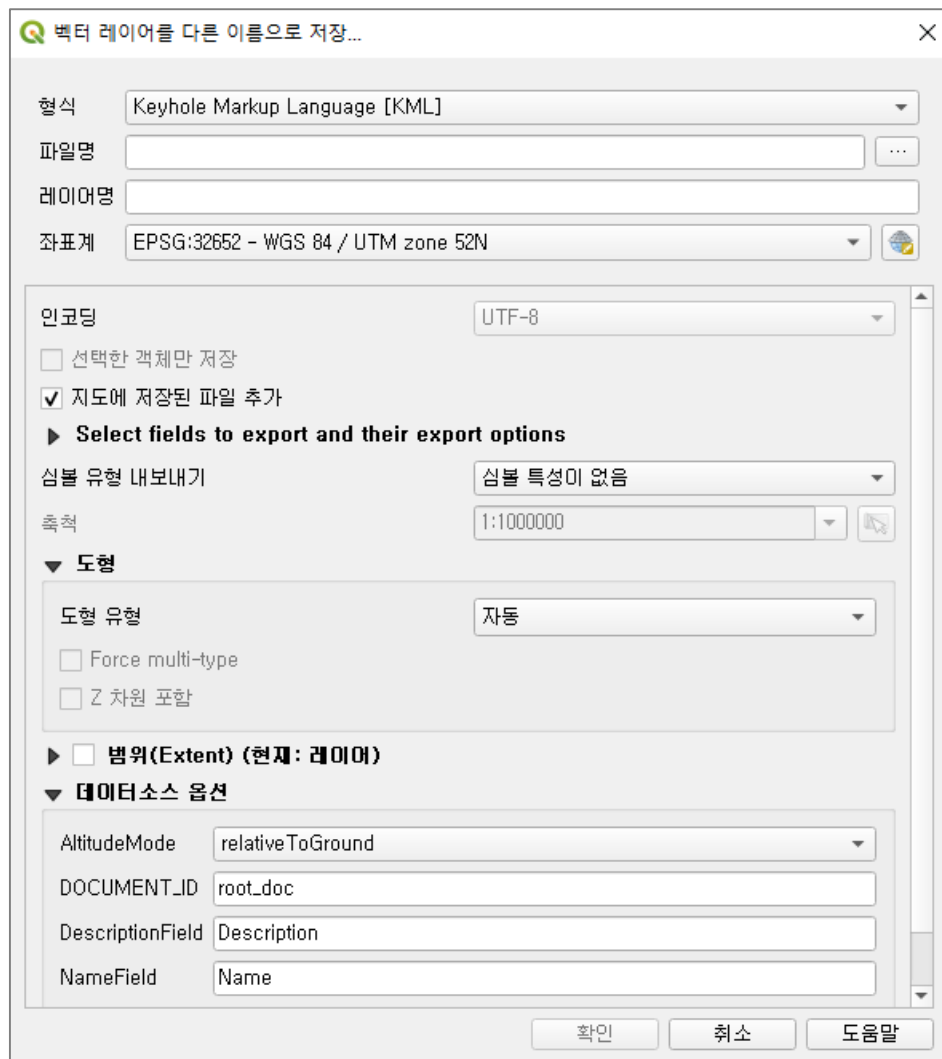 벡터 레이어를 다른 이름으로 저장...
형식 Keyhole Markup Language [KML]
파일명 ...
레이어명
좌표계 EPSG:32652 - WGS 84 / UTM zone 52N
인코딩 UTF-8
선택한 객체만 저장
지도에 저장된 파일 추가
Select fields to export and their export options
심볼 유형 내보내기 심볼 특성이 없음
축척 1:1000000
도형
도형 유형 자동
Force multi-type
Z 차원 포함
범위(Extent) (현재: 레이어)
데이터소스 옵션
AltitudeMode relativeToGround
DOCUMENT_ID root_doc
DescriptionField Description
NameField Name
확인 취소 도움말